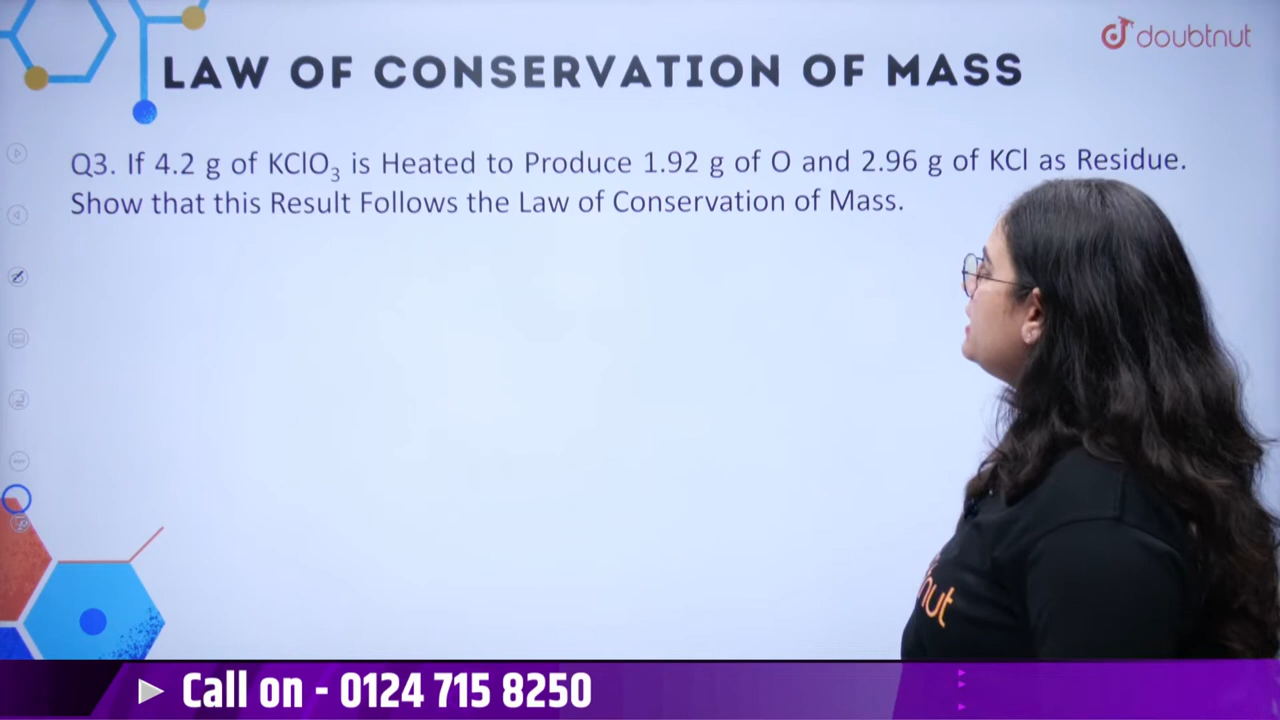 doubtnut
LAW OF CONSERVATION OF MASS
Q3. If 4.2 g of KClO₃ is Heated to Produce 1.92 g of O and 2.96 g of KCl as Residue.
Show that this Result Follows the Law of Conservation of Mass.
nut
Call on - 0124 715 8250